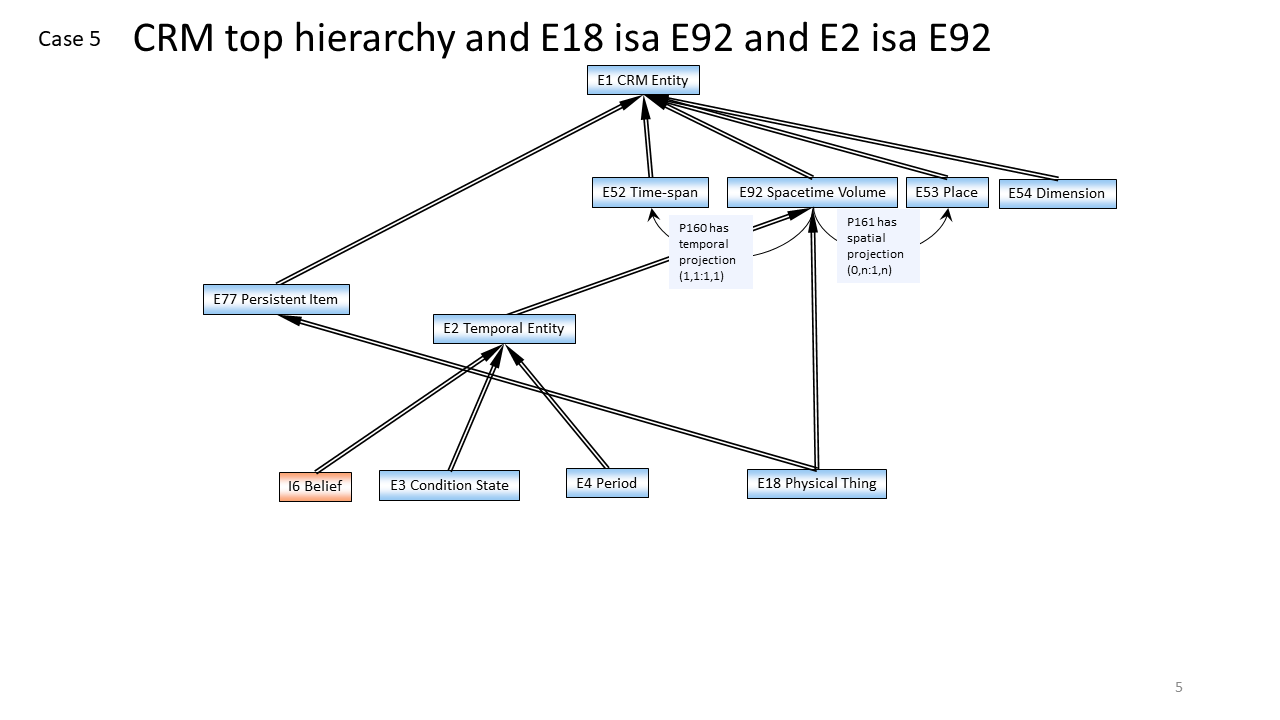 Case 5
CRM top hierarchy and E18 isa E92 and E2 isa E92
E1 CRM Entity
E52 Time-span
E92 Spacetime Volume
E53 Place
E54 Dimension
P160 has
temporal
projection
(1,1:1,1)
P161 has
spatial
projection
(0,n:1,n)
E77 Persistent Item
E2 Temporal Entity
I6 Belief
E3 Condition State
E4 Period
E18 Physical Thing
5